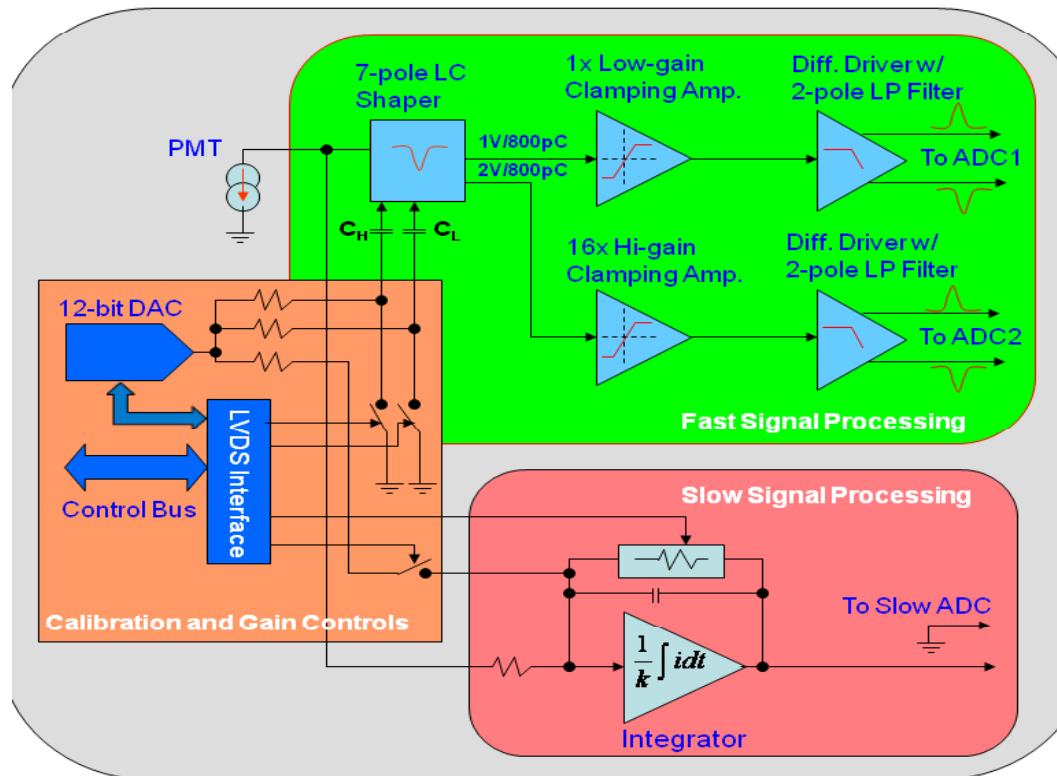 7-pole LC
Shaper
1x Low-gain
Clamping Amp.
Diff. Driver w/
2-pole LP Filter
PMT
1V/800pC
2V/800pC
To ADC1
C_H
C_L
16x Hi-gain
Clamping Amp.
Diff. Driver w/
2-pole LP Filter
To ADC2
12-bit DAC
Fast Signal Processing
LVDS Interface
Control Bus
Calibration and Gain Controls
Slow Signal Processing
To Slow ADC
1/k ∫ idt
Integrator